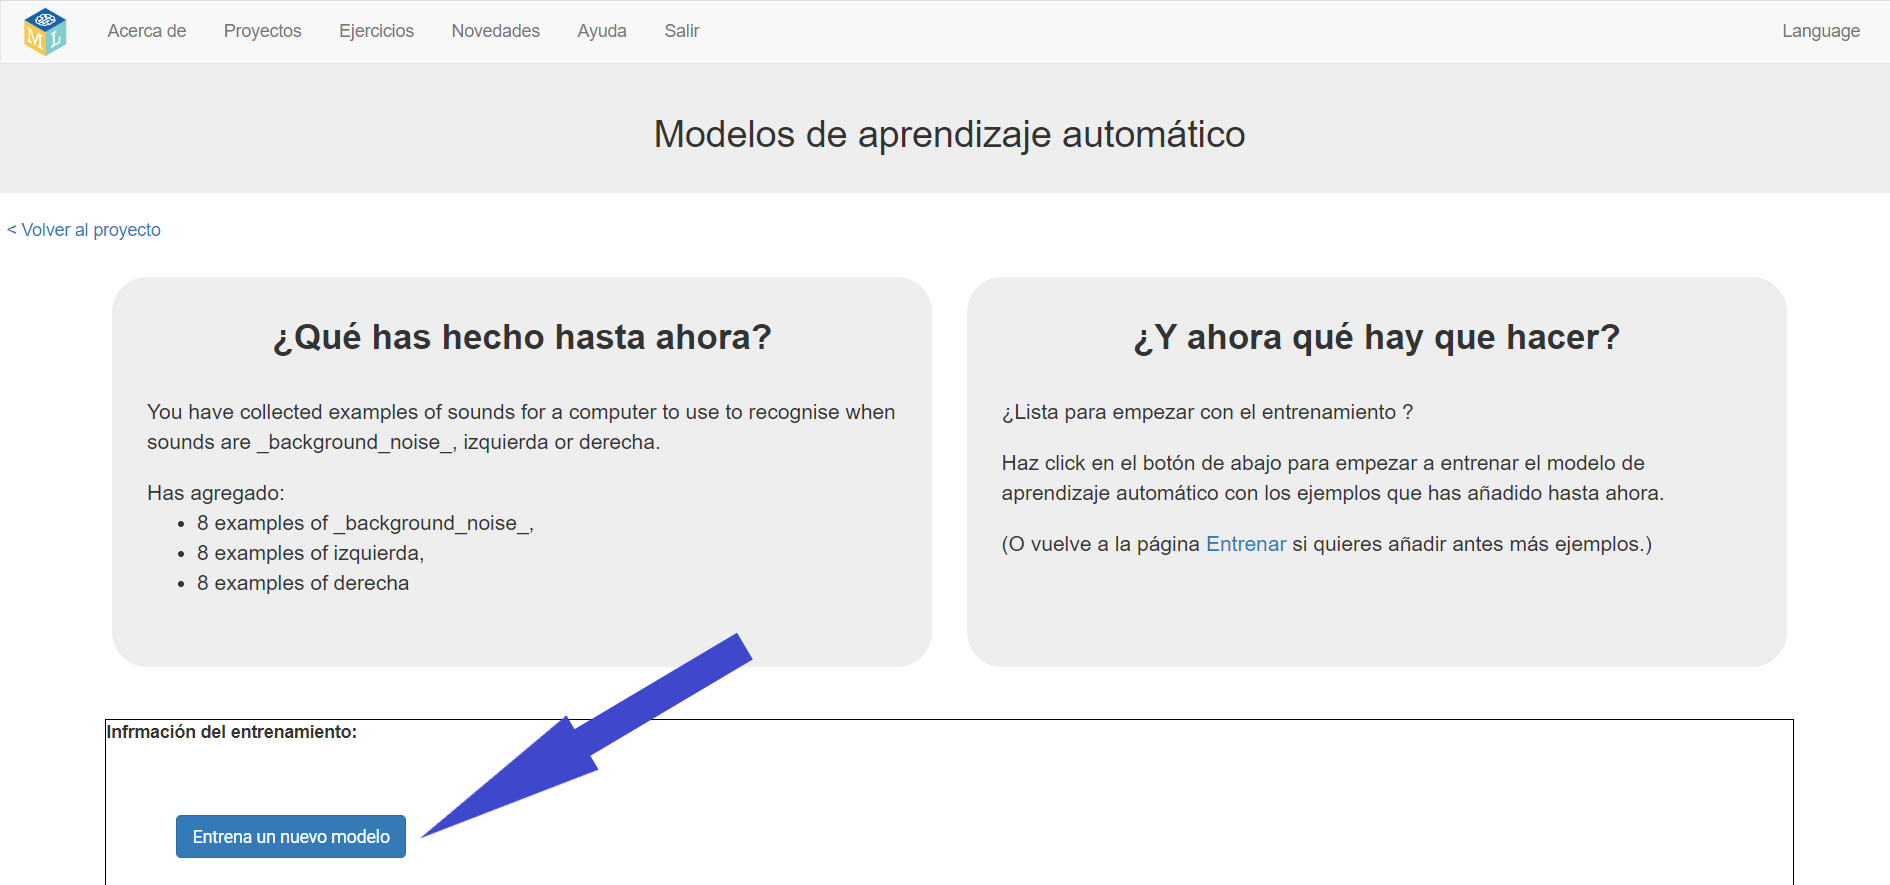 M L
Acerca de
Proyectos
Ejercicios
Novedades
Ayuda
Salir
Language
Modelos de aprendizaje automático
< Volver al proyecto
¿Qué has hecho hasta ahora?
You have collected examples of sounds for a computer to use to recognise when
sounds are _background_noise_, izquierda or derecha.
Has agregado:
• 8 examples of _background_noise_,
• 8 examples of izquierda,
• 8 examples of derecha
¿Y ahora qué hay que hacer?
¿Lista para empezar con el entrenamiento ?
Haz click en el botón de abajo para empezar a entrenar el modelo de
aprendizaje automático con los ejemplos que has añadido hasta ahora.
(O vuelve a la página Entrenar si quieres añadir antes más ejemplos.)
Infrmación del entrenamiento:
Entrena un nuevo modelo